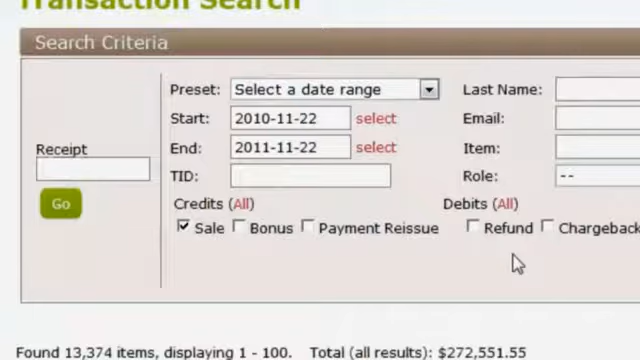 Transaction Search
Search Criteria
Preset: Select a date range Last Name:
Start: 2010-11-22 select Email:
Receipt End: 2011-11-22 select Item:
TID: Role: --
Go Credits (All) Debits (All)
Sale Bonus Payment Reissue Refund Chargeback
Found 13,374 items, displaying 1 - 100. Total (all results): $272,551.55